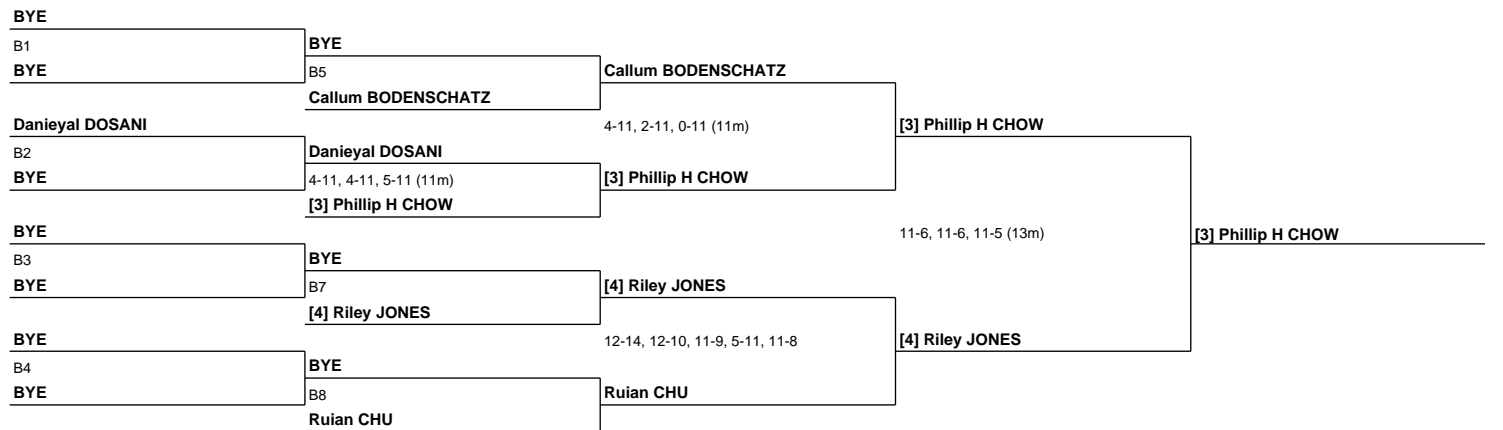 BYE
B1
BYE
BYE
B5
Callum BODENSCHATZ
Callum BODENSCHATZ
Danieyal DOSANI
B2
BYE
Danieyal DOSANI
4-11, 4-11, 5-11 (11m)
[3] Phillip H CHOW
4-11, 2-11, 0-11 (11m)
[3] Phillip H CHOW
[3] Phillip H CHOW
BYE
B3
BYE
BYE
B7
[4] Riley JONES
[4] Riley JONES
11-6, 11-6, 11-5 (13m)
[3] Phillip H CHOW
BYE
B4
BYE
BYE
B8
Ruian CHU
12-14, 12-10, 11-9, 5-11, 11-8
Ruian CHU
[4] Riley JONES